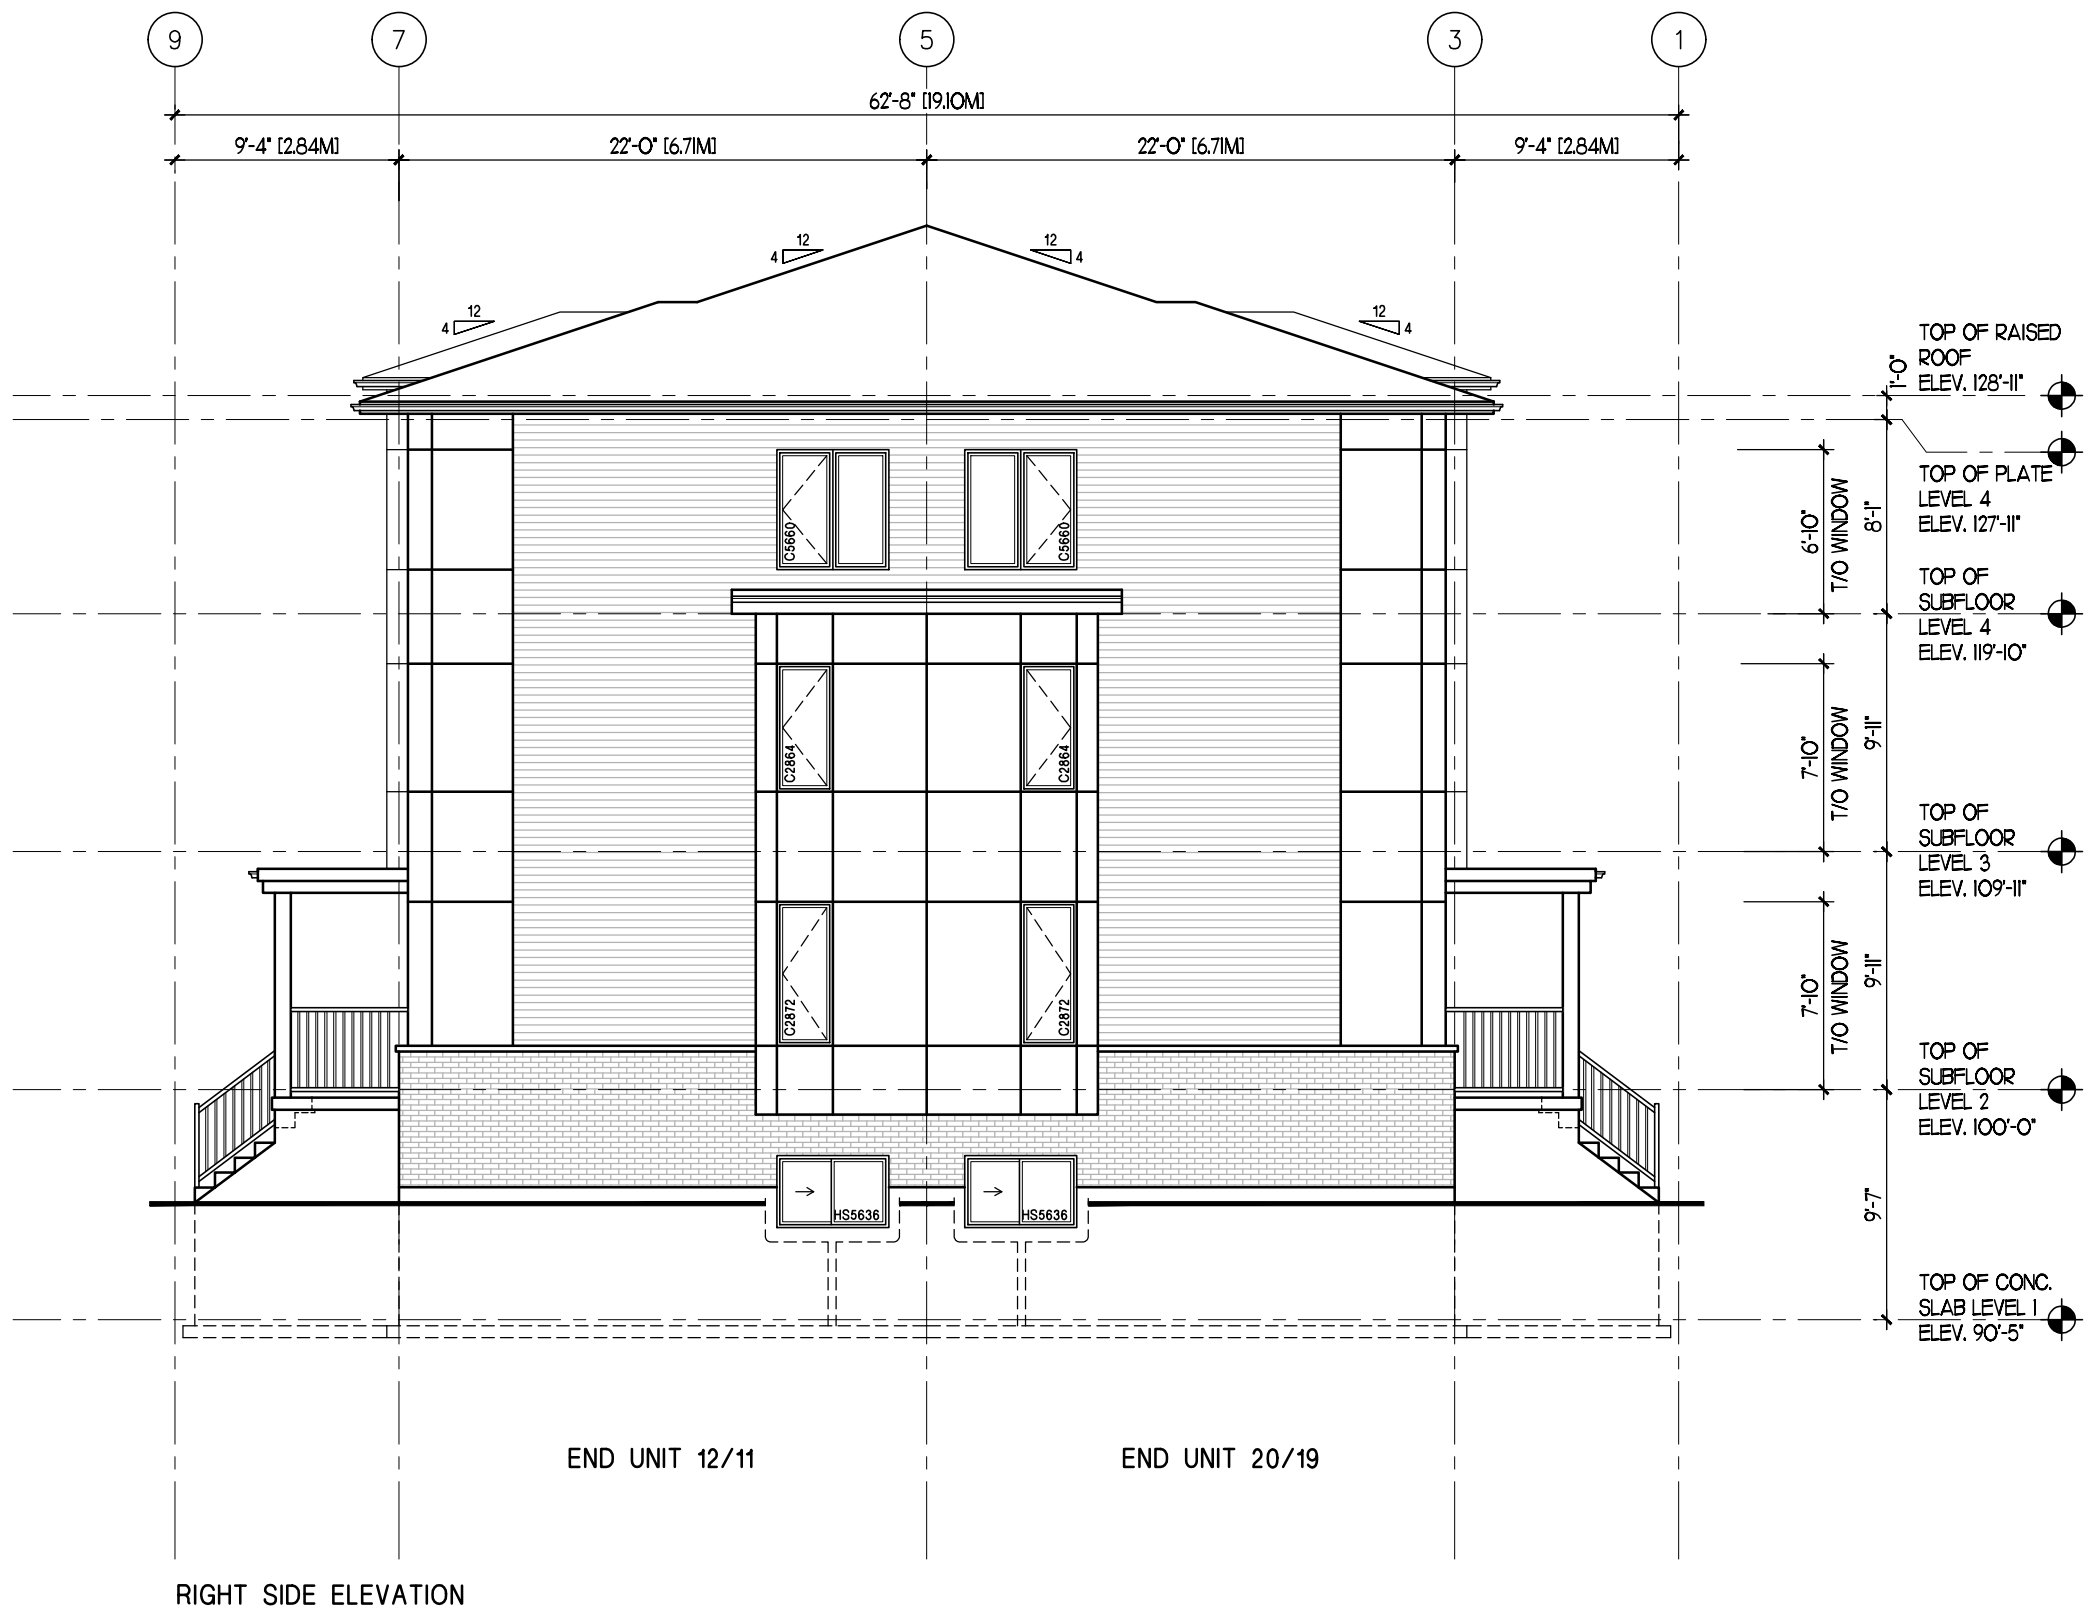 9 7 5 3 1
62'-8" [19.10M]
9'-4" [2.84M] 22'-0" [6.71M] 22'-0" [6.71M] 9'-4" [2.84M]
12 12
4 4
12 12
4 4
TOP OF RAISED
ROOF
ELEV. 128'-11"
1'-0"
TOP OF PLATE
LEVEL 4
ELEV. 127'-11"
C5660 C5660
6'-10"
T/O WINDOW
8'-1"
TOP OF
SUBFLOOR
LEVEL 4
ELEV. 119'-10"
C2864 C2864
7'-10"
T/O WINDOW
9'-11"
TOP OF
SUBFLOOR
LEVEL 3
ELEV. 109'-11"
C2872 C2872
7'-10"
T/O WINDOW
9'-11"
TOP OF
SUBFLOOR
LEVEL 2
ELEV. 100'-0"
HS5636 HS5636
9'-7"
TOP OF CONC.
SLAB LEVEL 1
ELEV. 90'-5"
END UNIT 12/11 END UNIT 20/19
RIGHT SIDE ELEVATION